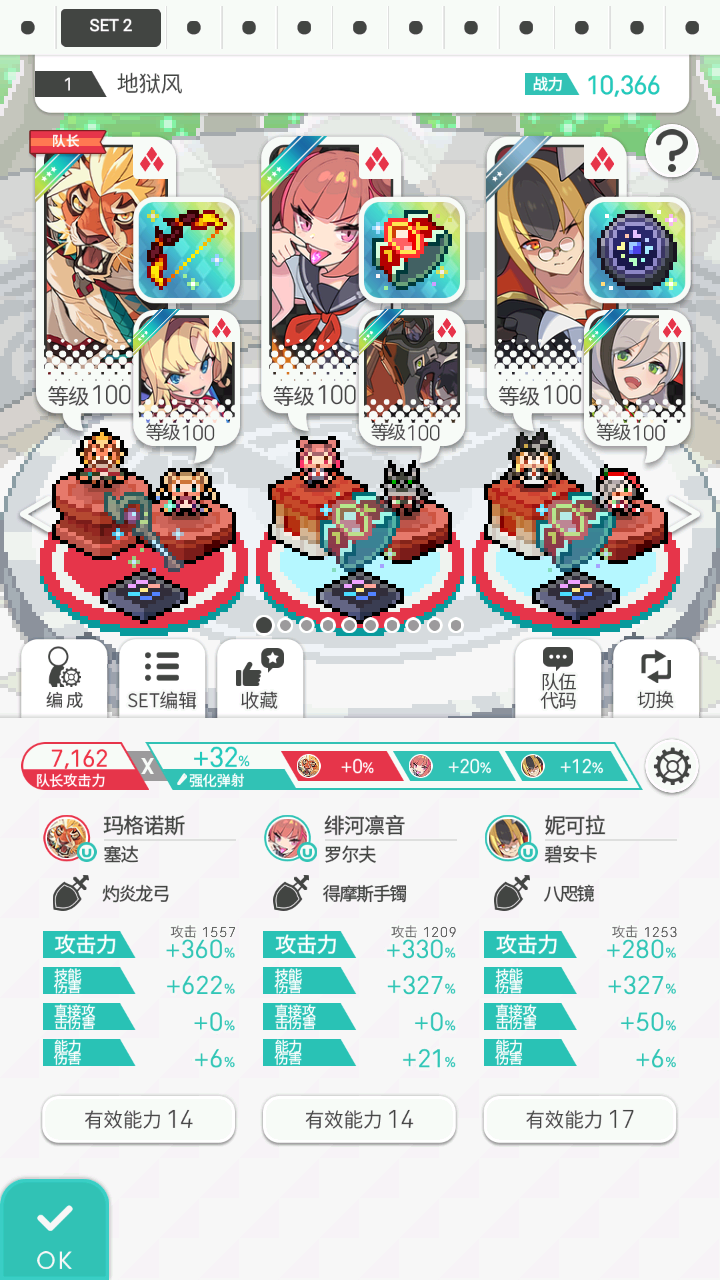 SET 2
1 地狱风 战力 10,366
队长
?
等级100 等级100 等级100
等级100 等级100 等级100
编成 SET编辑 收藏 队伍代码 切换
7,162 X +32% +0% +20% +12%
队长攻击力 强化弹射
玛格诺斯 绯河凛音 妮可拉
塞达 罗尔夫 碧安卡
灼炎龙弓 得摩斯手镯 八咫镜
攻击 1557 攻击 1209 攻击 1253
攻击力 +360% 攻击力 +330% 攻击力 +280%
技能伤害 +622% 技能伤害 +327% 技能伤害 +327%
直接攻击伤害 +0% 直接攻击伤害 +0% 直接攻击伤害 +50%
能力伤害 +6% 能力伤害 +21% 能力伤害 +6%
有效能力 14 有效能力 14 有效能力 17
OK